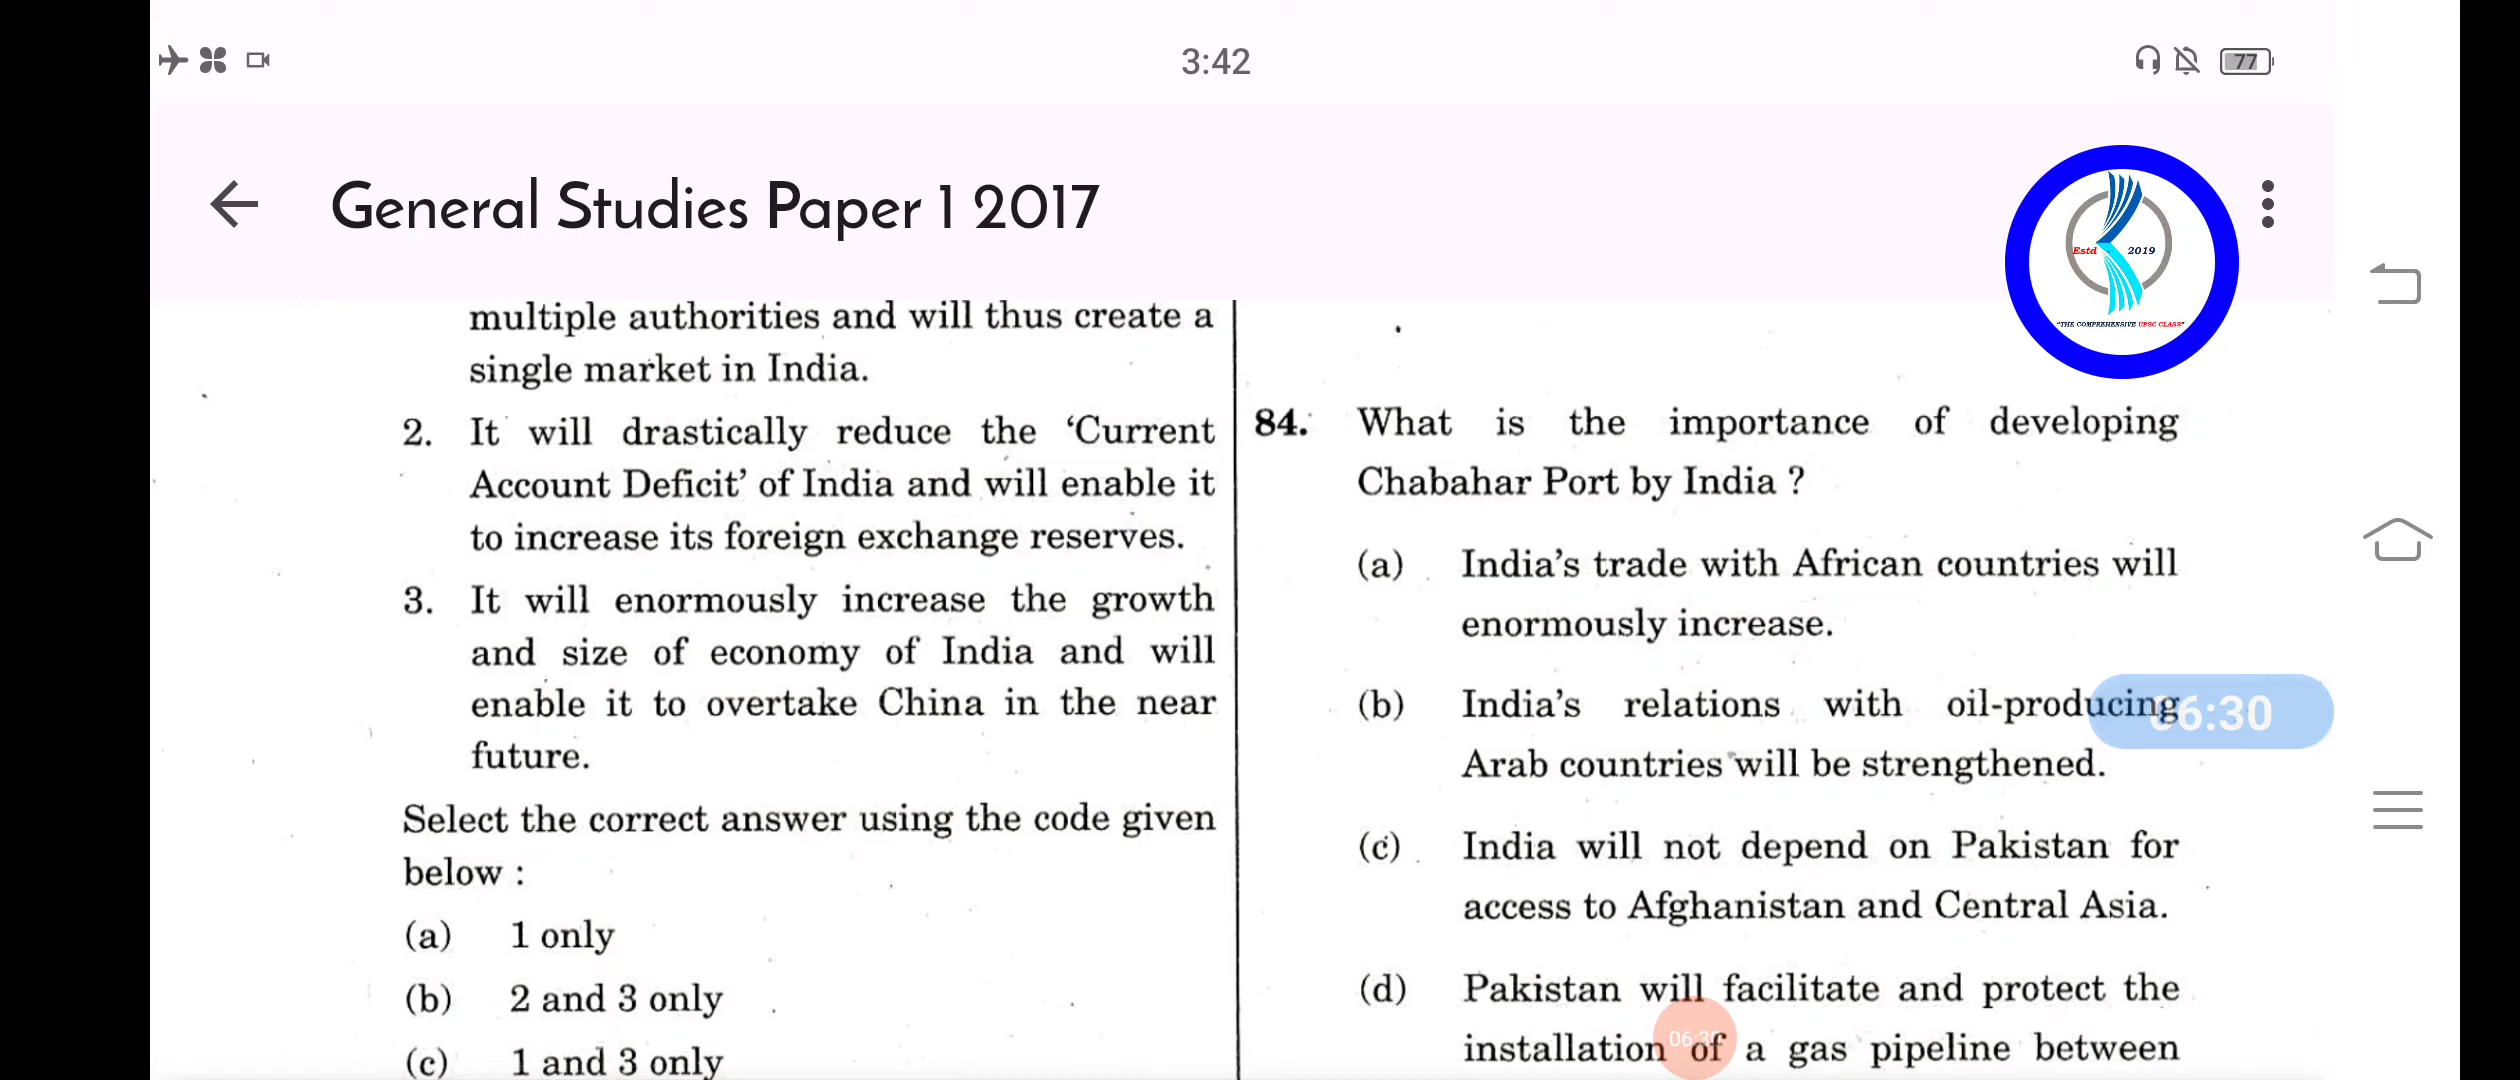 3:42
77
General Studies Paper 1 2017
Estd 2019
"THE COMPREHENSIVE UPSC CLASS"
multiple authorities and will thus create a
single market in India.
2. It will drastically reduce the ‘Current
Account Deficit’ of India and will enable it
to increase its foreign exchange reserves.
3. It will enormously increase the growth
and size of economy of India and will
enable it to overtake China in the near
future.
Select the correct answer using the code given
below :
(a) 1 only
(b) 2 and 3 only
(c) 1 and 3 only
84. What is the importance of developing
Chabahar Port by India ?
(a) India’s trade with African countries will
enormously increase.
(b) India’s relations with oil-producing
06:30
Arab countries will be strengthened.
(c) India will not depend on Pakistan for
access to Afghanistan and Central Asia.
(d) Pakistan will facilitate and protect the
installation of a gas pipeline between